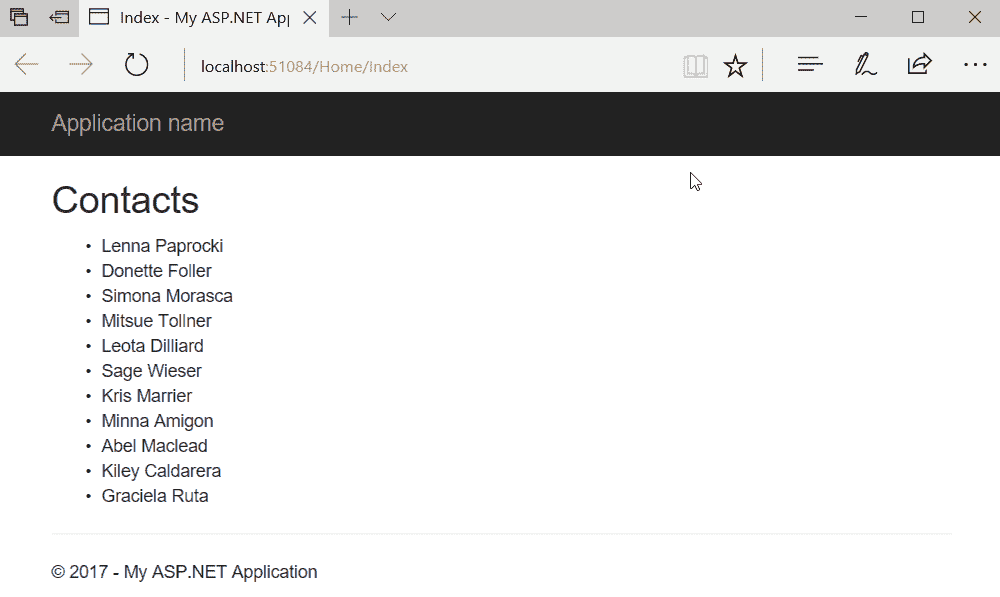 Index - My ASP.NET Ap
localhost:51084/Home/Index
Application name
Contacts
• Lenna Paprocki
• Donette Foller
• Simona Morasca
• Mitsue Tollner
• Leota Dilliard
• Sage Wieser
• Kris Marrier
• Minna Amigon
• Abel Maclead
• Kiley Caldarera
• Graciela Ruta
© 2017 - My ASP.NET Application